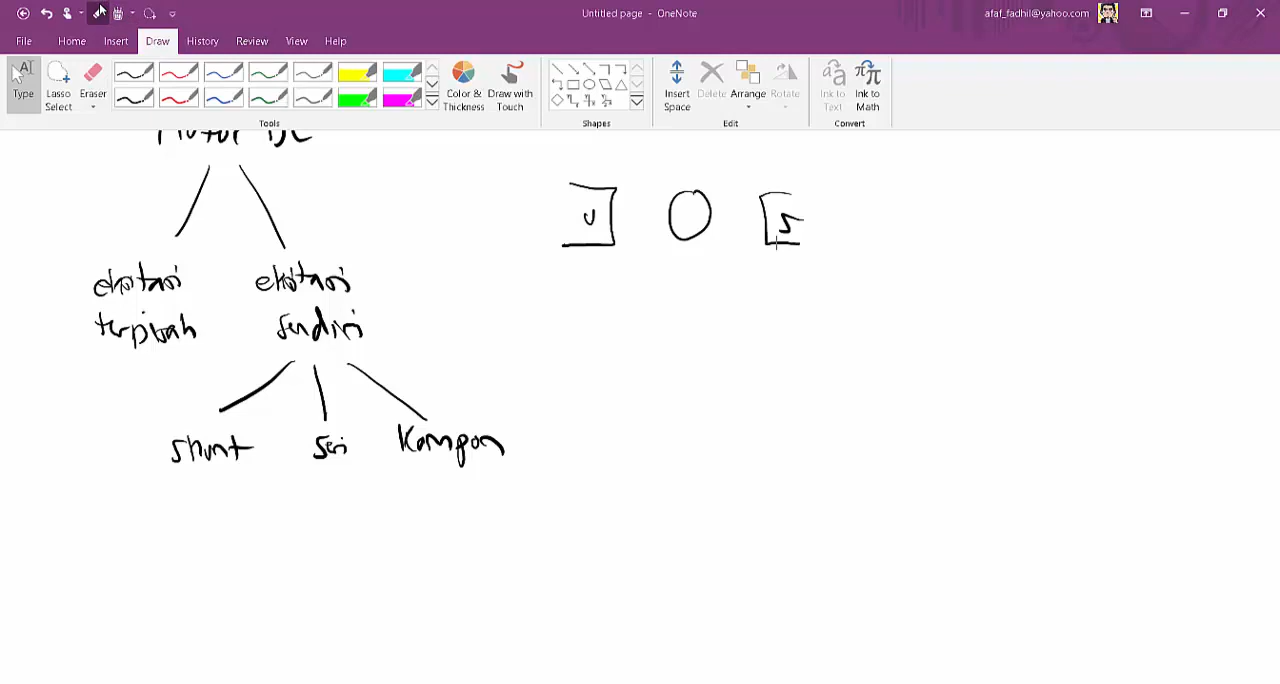 Untitled page - OneNote
afaf_fadhil@yahoo.com
File Home Insert Draw History Review View Help
Type
Lasso Select
Eraser
Color & Thickness
Draw with Touch
Insert Space
Delete
Arrange
Rotate
Ink to Text
Ink to Math
Tools
Shapes
Edit
Convert
Motor DC
U
S
eksitasi eksitasi
terpisah sendiri
Shunt Seri Kompon